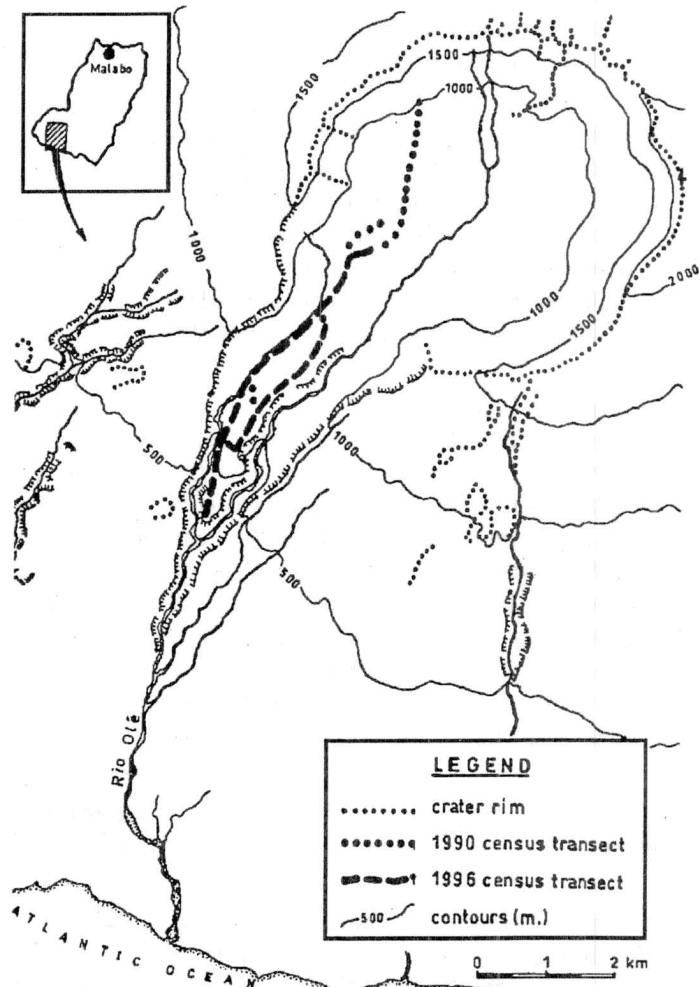 Malabo
1500
1500
1000
1000
2000
1000
1500
500
1000
500
Rio Olé
LEGEND
crater rim
1990 census transect
1996 census transect
500 contours (m.)
ATLANTIC OCEAN
0 1 2 km